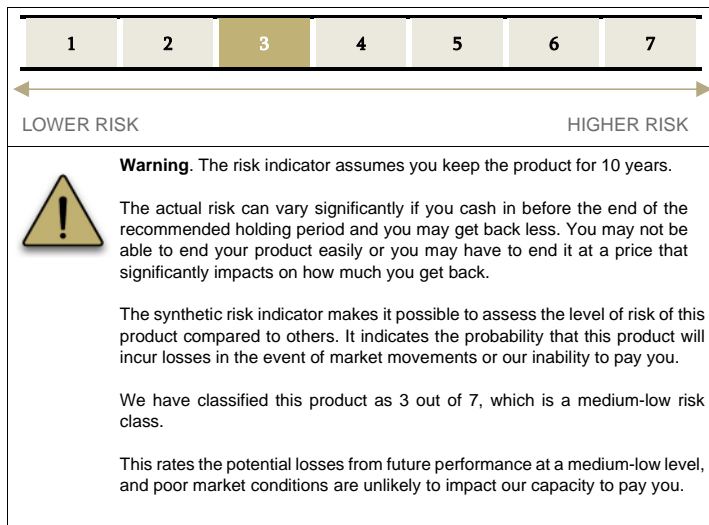 1 2 3 4 5 6 7
LOWER RISK HIGHER RISK
Warning. The risk indicator assumes you keep the product for 10 years.
The actual risk can vary significantly if you cash in before the end of the
recommended holding period and you may get back less. You may not be
able to end your product easily or you may have to end it at a price that
significantly impacts on how much you get back.
The synthetic risk indicator makes it possible to assess the level of risk of this
product compared to others. It indicates the probability that this product will
incur losses in the event of market movements or our inability to pay you.
We have classified this product as 3 out of 7, which is a medium-low risk
class.
This rates the potential losses from future performance at a medium-low level,
and poor market conditions are unlikely to impact our capacity to pay you.